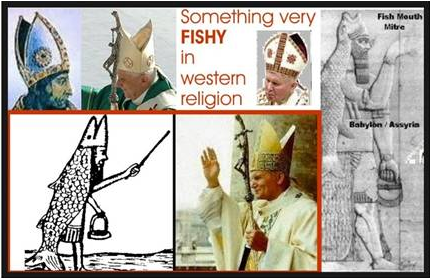 Something very
FISHY
in
western
religion
Fish Mouth
Mitre
Babylon / Assyria